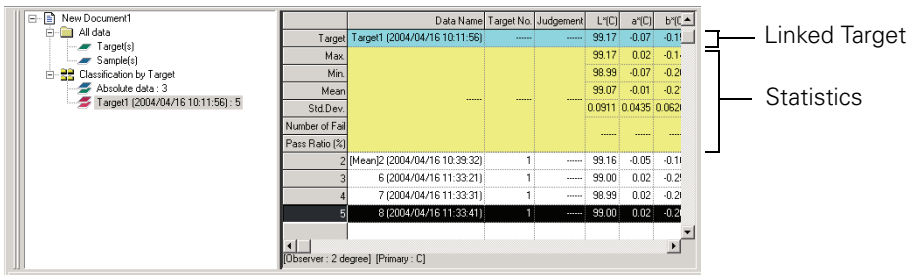 New Document1
All data
Target(s)
Sample(s)
Classification by Target
Absolute data : 3
Target1 (2004/04/16 10:11:56) : 5
Data Name Target No. Judgement L*(C) a*(C) b*(C
Target Target1 (2004/04/16 10:11:56) ------ ------ 99.17 -0.07
Max. 99.17 0.02
Min. 98.99 -0.07
Mean 99.07 -0.01
------ ------ ------
Std.Dev. 0.0911 0.0435
Number of Fail
------ ------ ------
Pass Ratio (%)
2 [Mean]2 (2004/04/16 10:39:32) 1 ------ 99.16 -0.05
3 6 (2004/04/16 11:33:21) 1 ------ 99.00 0.02
4 7 (2004/04/16 11:33:31) 1 ------ 98.99 0.02
5 8 (2004/04/16 11:33:41) 1 ------ 99.00 0.02
[Observer : 2 degree] [Primary : C]
Linked Target
Statistics